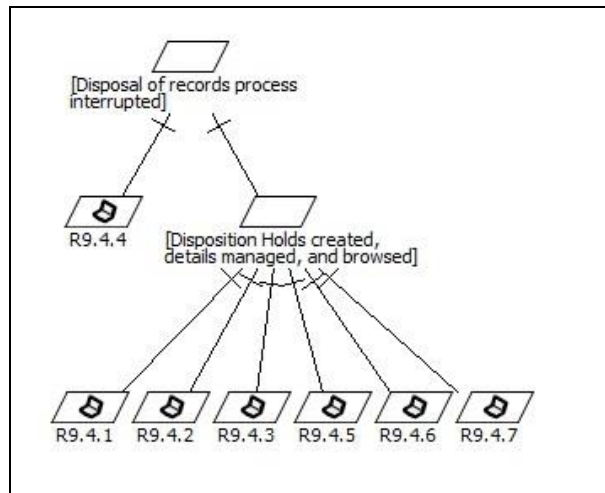 [Disposal of records process
interrupted]
R9.4.4
[Disposition Holds created,
details managed, and browsed]
R9.4.1 R9.4.2 R9.4.3 R9.4.5 R9.4.6 R9.4.7